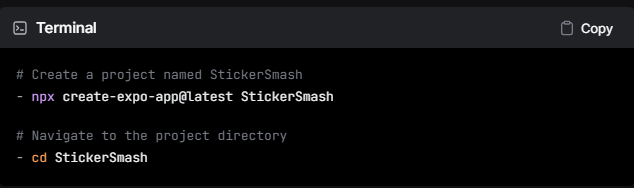 Terminal
Copy
# Create a project named StickerSmash
- npx create-expo-app@latest StickerSmash
# Navigate to the project directory
- cd StickerSmash